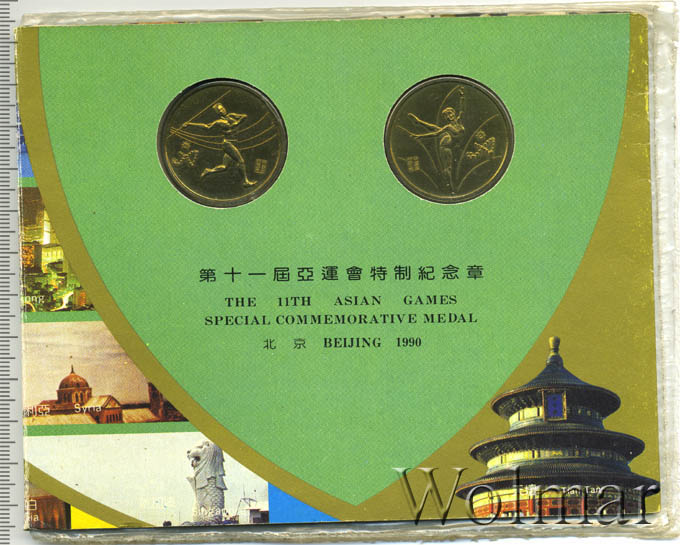 第十一屆亞運會特制紀念章
THE 11TH ASIAN GAMES
SPECIAL COMMEMORATIVE MEDAL
北京 BEIJING 1990
Syria
Singapore
Wolmar